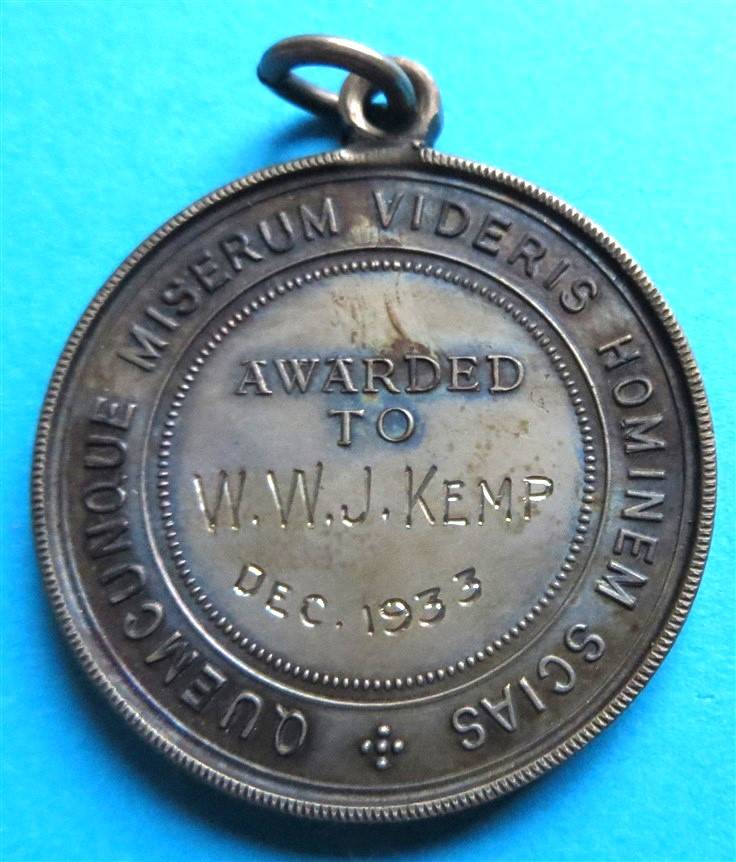 QUEMCUNQUE MISERUM VIDERIS HOMINEM SCIAS
AWARDED
TO
W.W.J. KEMP
DEC. 1933